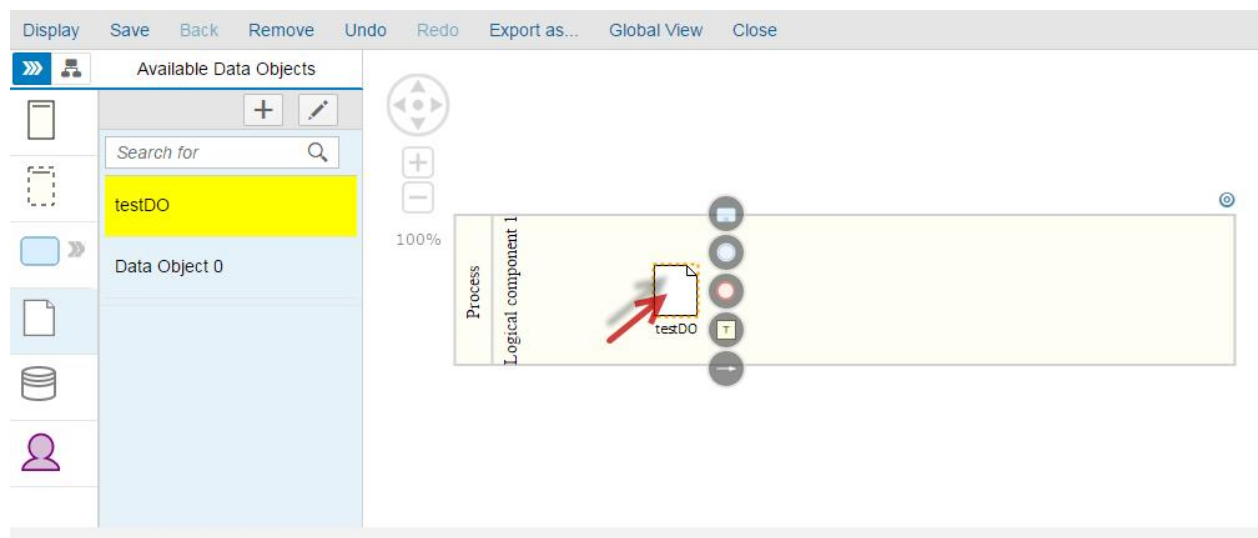 Display Save Back Remove Undo Redo Export as... Global View Close
Available Data Objects
Search for
testDO
Data Object 0
100%
Process
Logical component 1
testDO
T